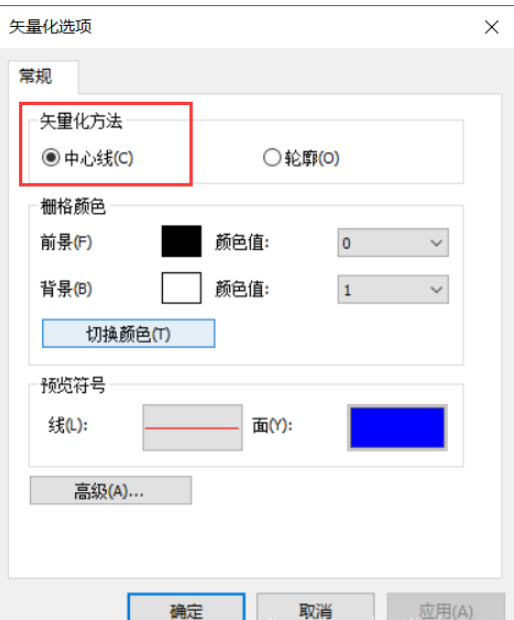 矢量化选项
常规
矢量化方法
中心线(C) 轮廓(O)
栅格颜色
前景(F) 颜色值: 0
背景(B) 颜色值: 1
切换颜色(T)
预览符号
线(L): 面(Y):
高级(A)...
确定 取消 应用(A)